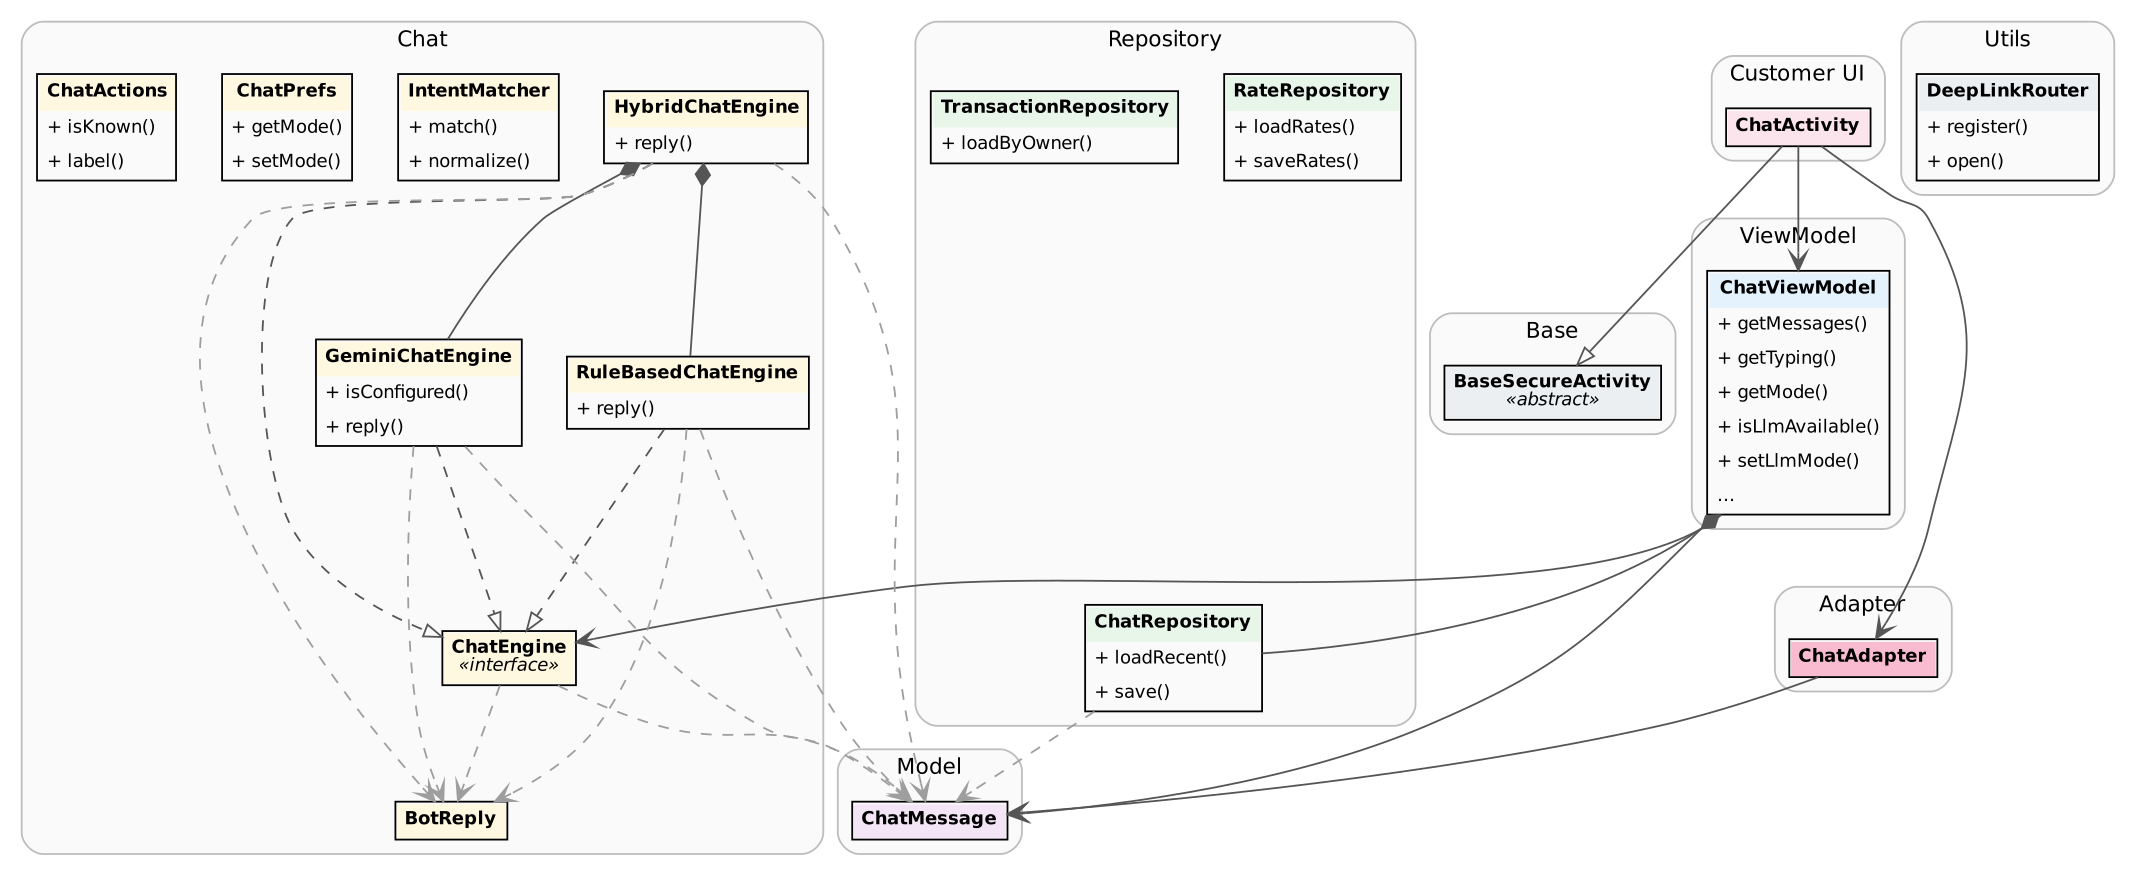 Chat
ChatActions
+ isKnown()
+ label()
ChatPrefs
+ getMode()
+ setMode()
IntentMatcher
+ match()
+ normalize()
HybridChatEngine
+ reply()
GeminiChatEngine
+ isConfigured()
+ reply()
RuleBasedChatEngine
+ reply()
ChatEngine
«interface»
BotReply
Repository
TransactionRepository
+ loadByOwner()
RateRepository
+ loadRates()
+ saveRates()
ChatRepository
+ loadRecent()
+ save()
Model
ChatMessage
Base
BaseSecureActivity
«abstract»
Customer UI
ChatActivity
ViewModel
ChatViewModel
+ getMessages()
+ getTyping()
+ getMode()
+ isLlmAvailable()
+ setLlmMode()
...
Adapter
ChatAdapter
Utils
DeepLinkRouter
+ register()
+ open()